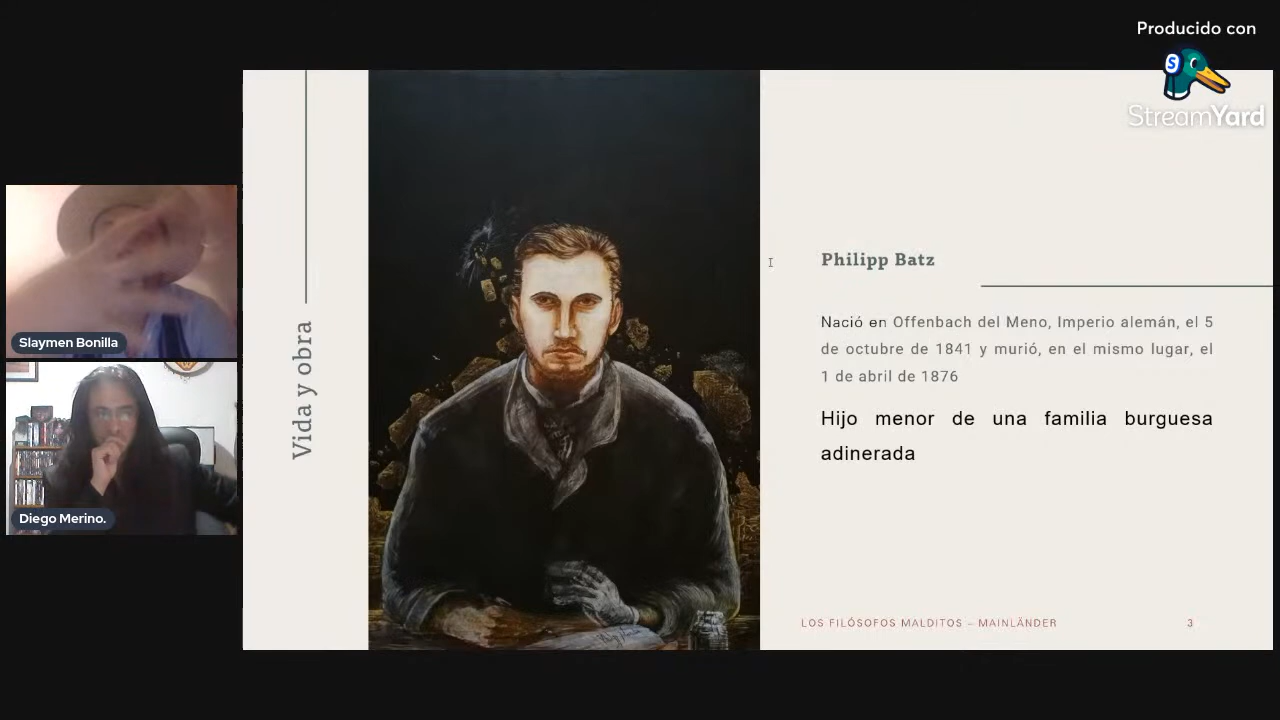 Producido con
StreamYard
Slaymen Bonilla
Diego Merino.
Vida y obra
Philipp Batz
Nació en Offenbach del Meno, Imperio alemán, el 5
de octubre de 1841 y murió, en el mismo lugar, el
1 de abril de 1876
Hijo menor de una familia burguesa
adinerada
LOS FILÓSOFOS MALDITOS – MAINLÄNDER
3